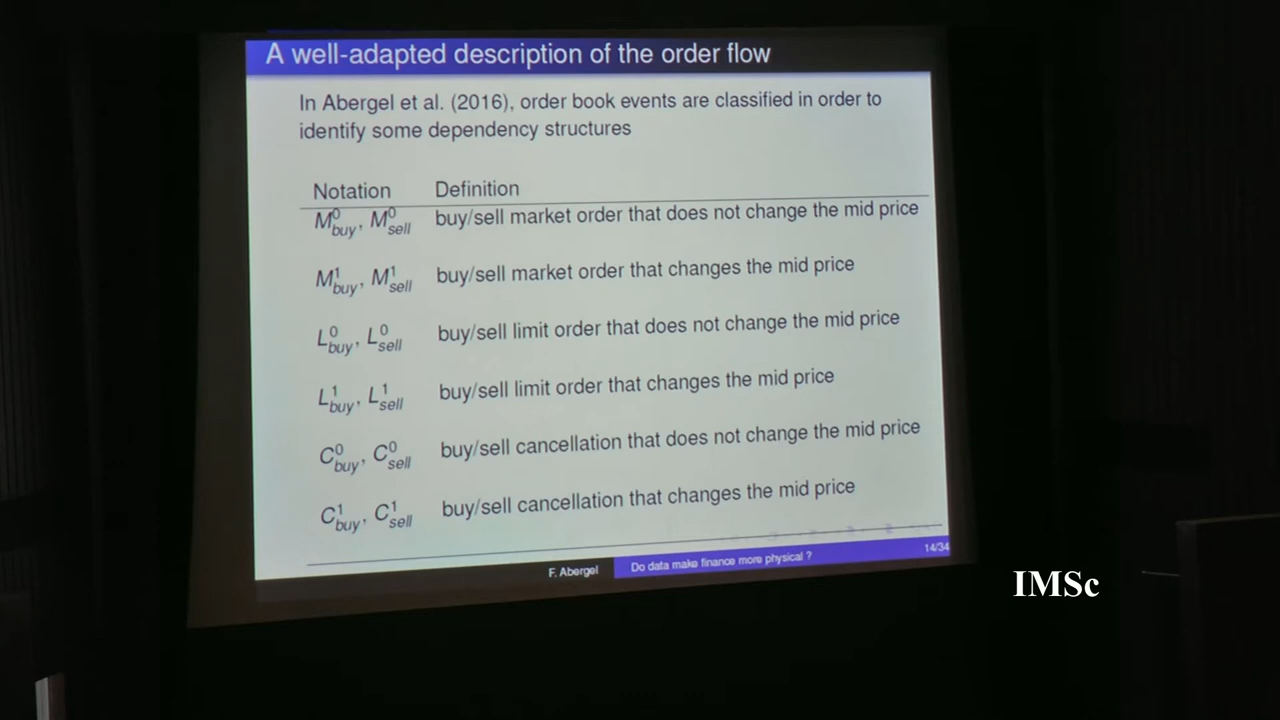 A well-adapted description of the order flow
In Abergel et al. (2016), order book events are classified in order to
identify some dependency structures
Notation Definition
M⁰buy, M⁰sell buy/sell market order that does not change the mid price
M¹buy, M¹sell buy/sell market order that changes the mid price
L⁰buy, L⁰sell buy/sell limit order that does not change the mid price
L¹buy, L¹sell buy/sell limit order that changes the mid price
C⁰buy, C⁰sell buy/sell cancellation that does not change the mid price
C¹buy, C¹sell buy/sell cancellation that changes the mid price
F. Abergel Do data make finance more physical ? 14/34
IMSc